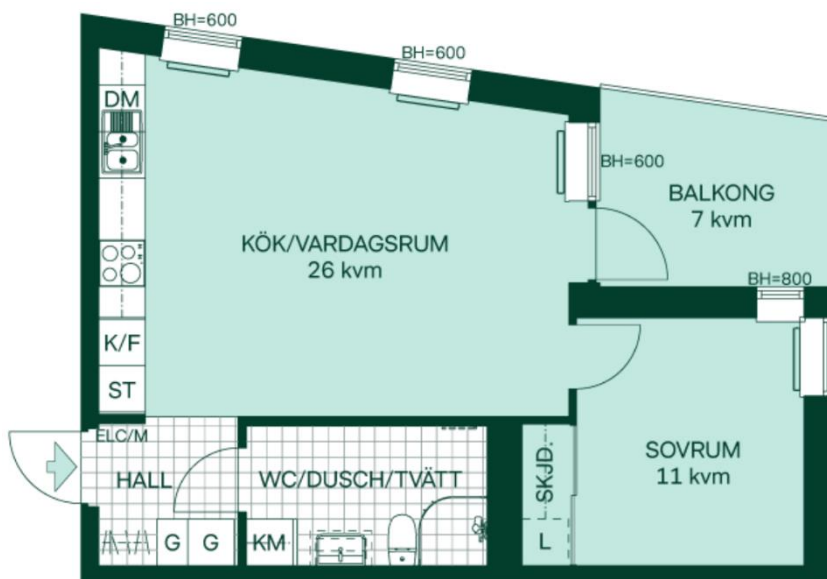 BH=600
BH=600
DM
BH=600
BALKONG
7 kvm
KÖK/VARDAGSRUM
26 kvm
BH=800
K/F
ST
ELC/M
HALL
WC/DUSCH/TVÄTT
SKJD.
SOVRUM
11 kvm
G
G
KM
L